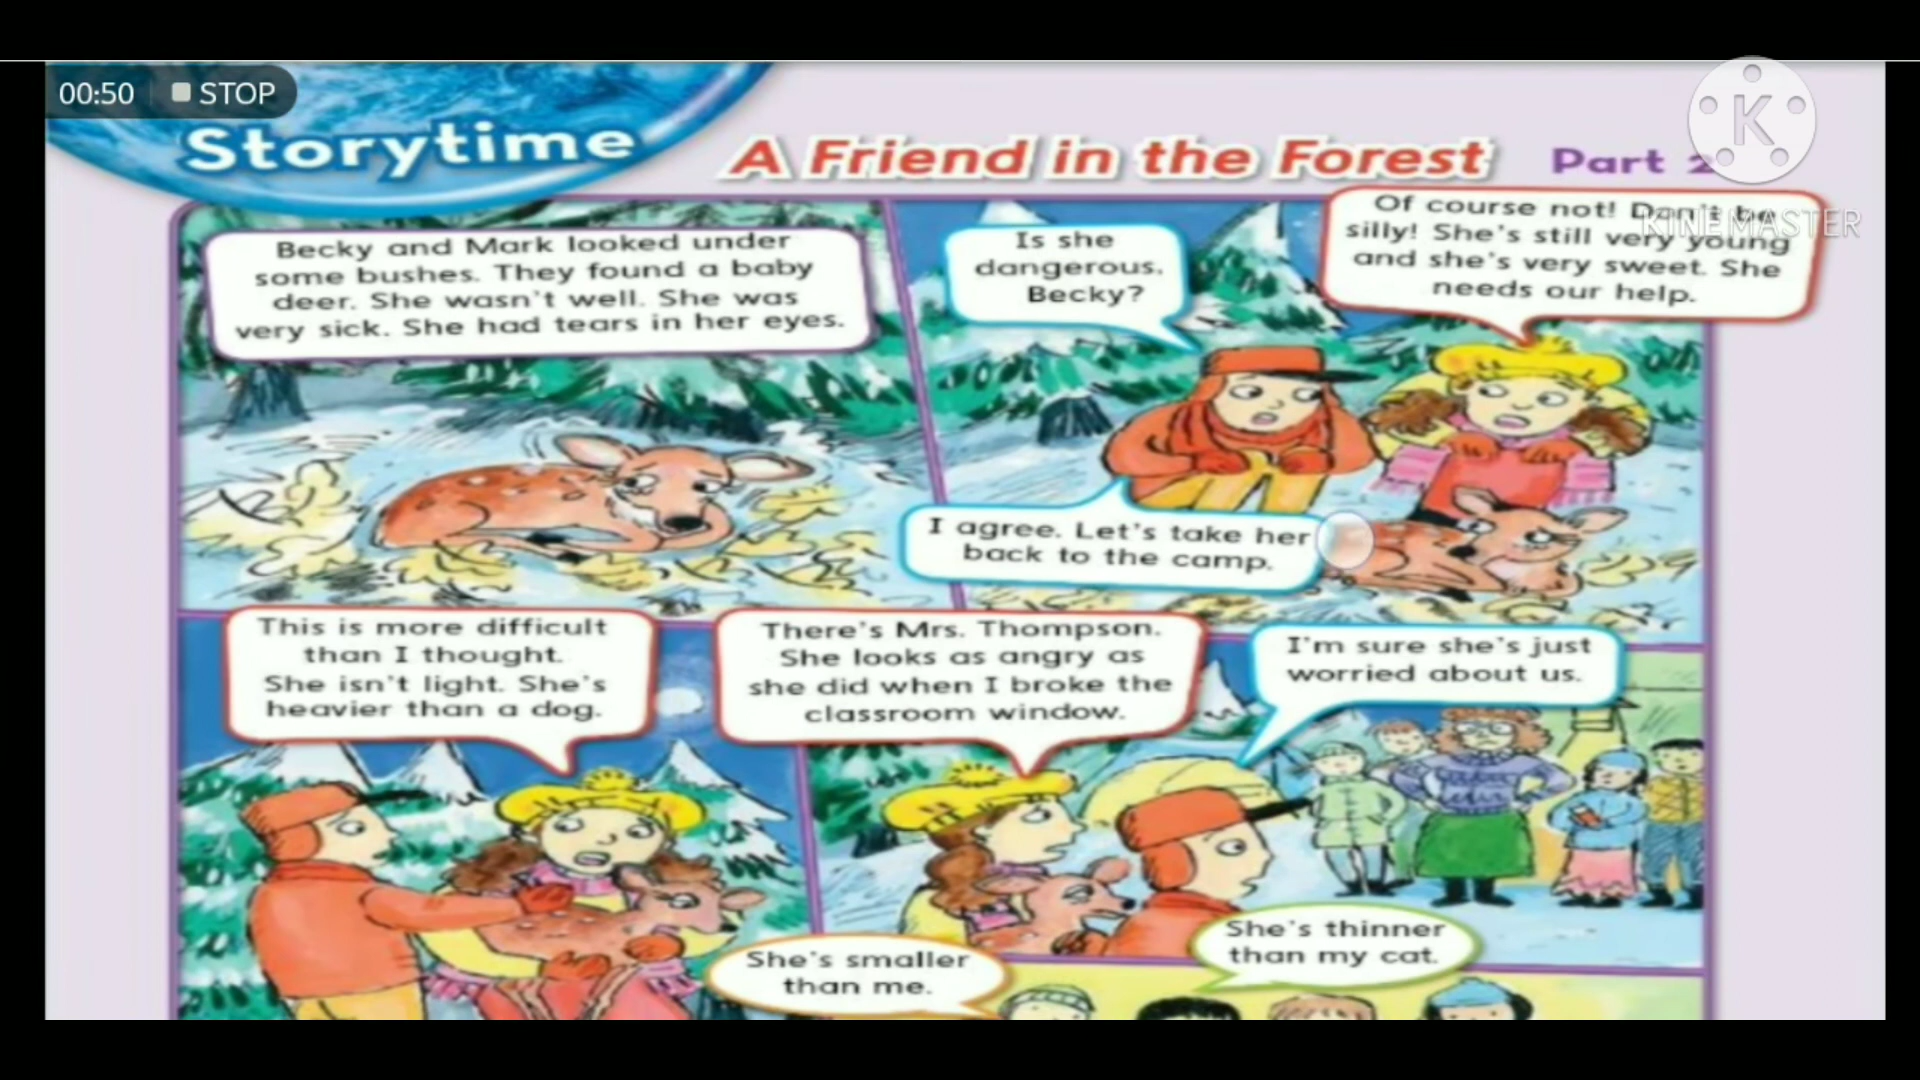 00:50 STOP
Storytime
A Friend in the Forest Part 2
K
KINEMASTER
Becky and Mark looked under
some bushes. They found a baby
deer. She wasn't well. She was
very sick. She had tears in her eyes.
Is she
dangerous,
Becky?
Of course not! Don't be
silly! She's still very young
and she's very sweet. She
needs our help.
I agree. Let's take her
back to the camp.
This is more difficult
than I thought.
She isn't light. She's
heavier than a dog.
There's Mrs. Thompson.
She looks as angry as
she did when I broke the
classroom window.
I'm sure she's just
worried about us.
She's smaller
than me.
She's thinner
than my cat.